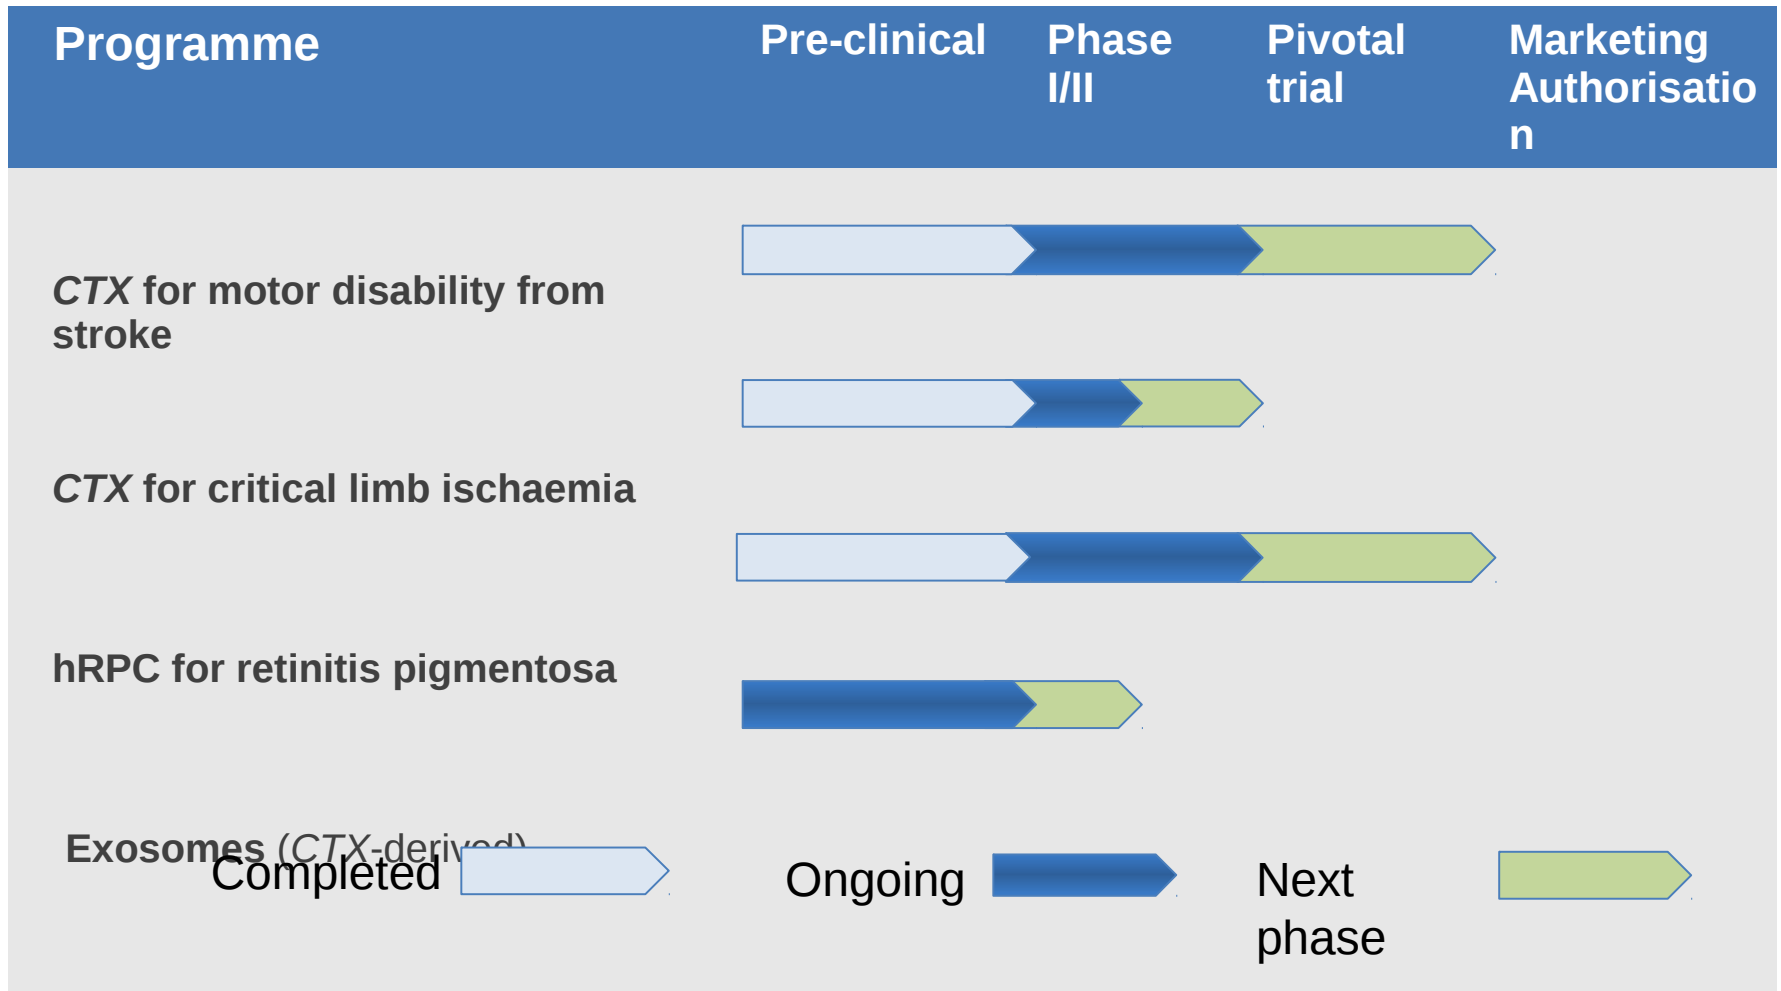 Programme
Pre-clinical
Phase
I/II
Pivotal
trial
Marketing
Authorisatio
n
CTX for motor disability from
stroke
CTX for critical limb ischaemia
hRPC for retinitis pigmentosa
Exosomes (CTX-derived)
Completed
Ongoing
Next
phase